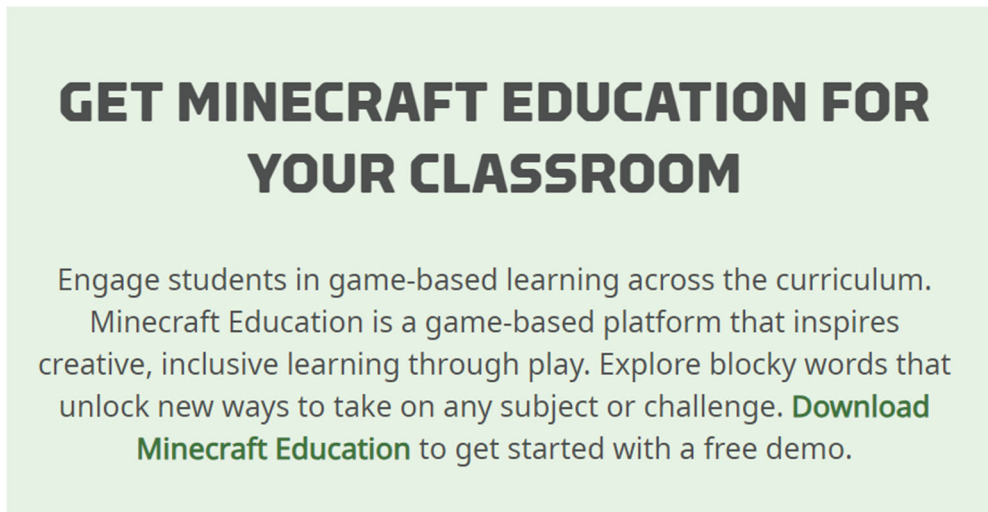 GET MINECRAFT EDUCATION FOR
YOUR CLASSROOM
Engage students in game-based learning across the curriculum.
Minecraft Education is a game-based platform that inspires
creative, inclusive learning through play. Explore blocky words that
unlock new ways to take on any subject or challenge. Download
Minecraft Education to get started with a free demo.